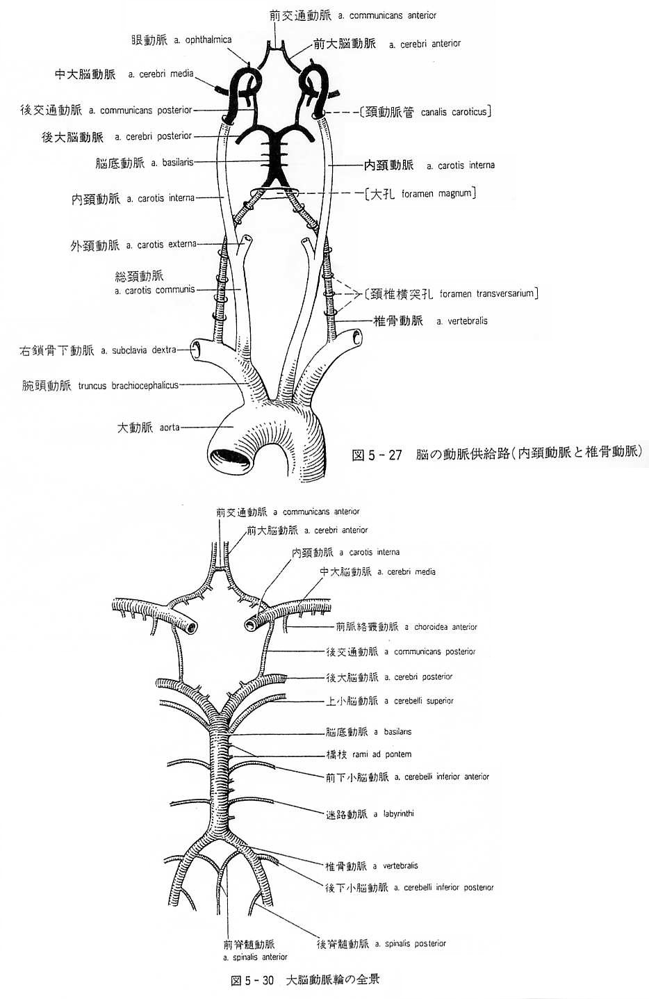 前交通動脈 a. communicans anterior
眼動脈 a. ophthalmica
前大脳動脈 a. cerebri anterior
中大脳動脈 a. cerebri media
後交通動脈 a. communicans posterior
〔頚動脈管 canalis caroticus〕
後大脳動脈 a. cerebri posterior
脳底動脈 a. basilaris
内頚動脈 a. carotis interna
〔大孔 foramen magnum〕
内頚動脈 a. carotis interna
外頚動脈 a. carotis externa
総頚動脈
a. carotis communis
〔頚椎横突孔 foramen transversarium〕
椎骨動脈 a. vertebralis
右鎖骨下動脈 a. subclavia dextra
腕頭動脈 truncus brachiocephalicus
大動脈 aorta
図5-27 脳の動脈供給路(内頚動脈と椎骨動脈)
前交通動脈 a communicans anterior
前大脳動脈 a. cerebri anterior
内頚動脈 a carotis interna
中大脳動脈 a. cerebri media
前脈絡叢動脈 a choroidea anterior
後交通動脈 a communicans posterior
後大脳動脈 a. cerebri posterior
上小脳動脈 a cerebelli superior
脳底動脈 a basilaris
橋枝 rami ad pontem
前下小脳動脈 a. cerebelli inferior anterior
迷路動脈 a labyrinthi
椎骨動脈 a vertebralis
後下小脳動脈 a. cerebelli inferior posterior
前脊髄動脈
a. spinalis anterior
後脊髄動脈 a. spinalis posterior
図5-30 大脳動脈輪の全景